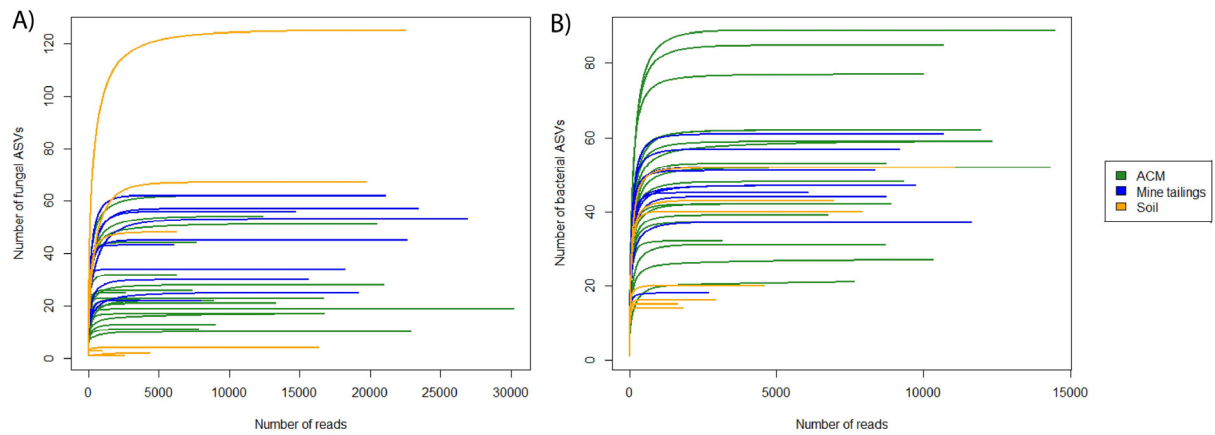 A)
Number of fungal ASVs
0
20
40
60
80
100
120
0
5000
10000
15000
20000
25000
30000
Number of reads
B)
Number of bacterial ASVs
0
20
40
60
80
0
5000
10000
15000
Number of reads
ACM
Mine tailings
Soil